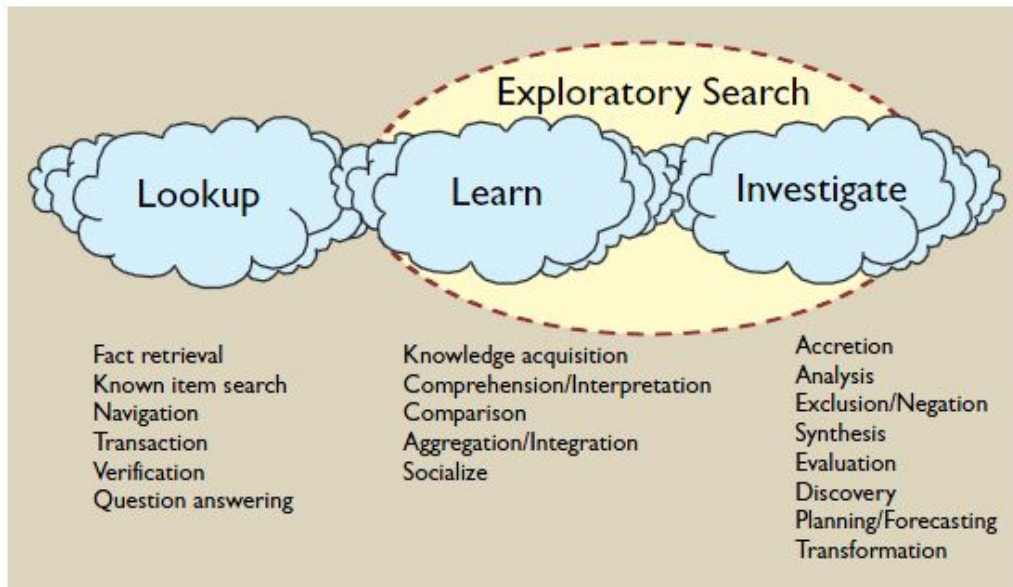 Exploratory Search
Lookup
Learn
Investigate
Fact retrieval
Known item search
Navigation
Transaction
Verification
Question answering
Knowledge acquisition
Comprehension/Interpretation
Comparison
Aggregation/Integration
Socialize
Accretion
Analysis
Exclusion/Negation
Synthesis
Evaluation
Discovery
Planning/Forecasting
Transformation